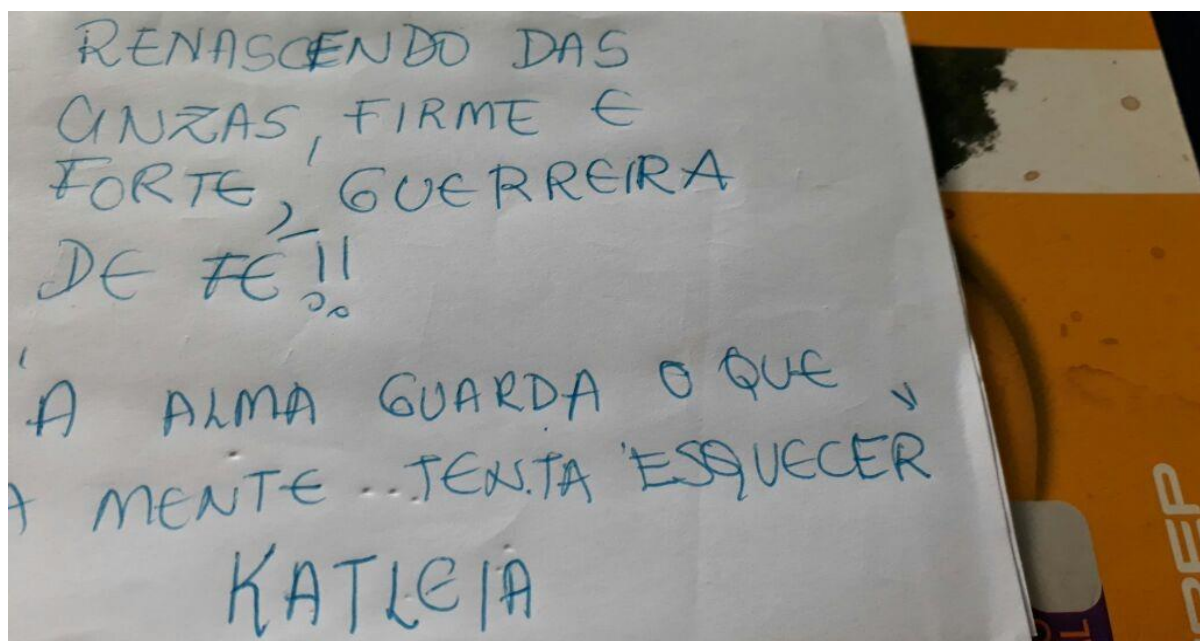 RENASCENDO DAS
CINZAS, FIRME E
FORTE, GUERREIRA
DE FÉ!!
"A ALMA GUARDA O QUE
A MENTE ... TENTA ESQUECER"
KATLEIA